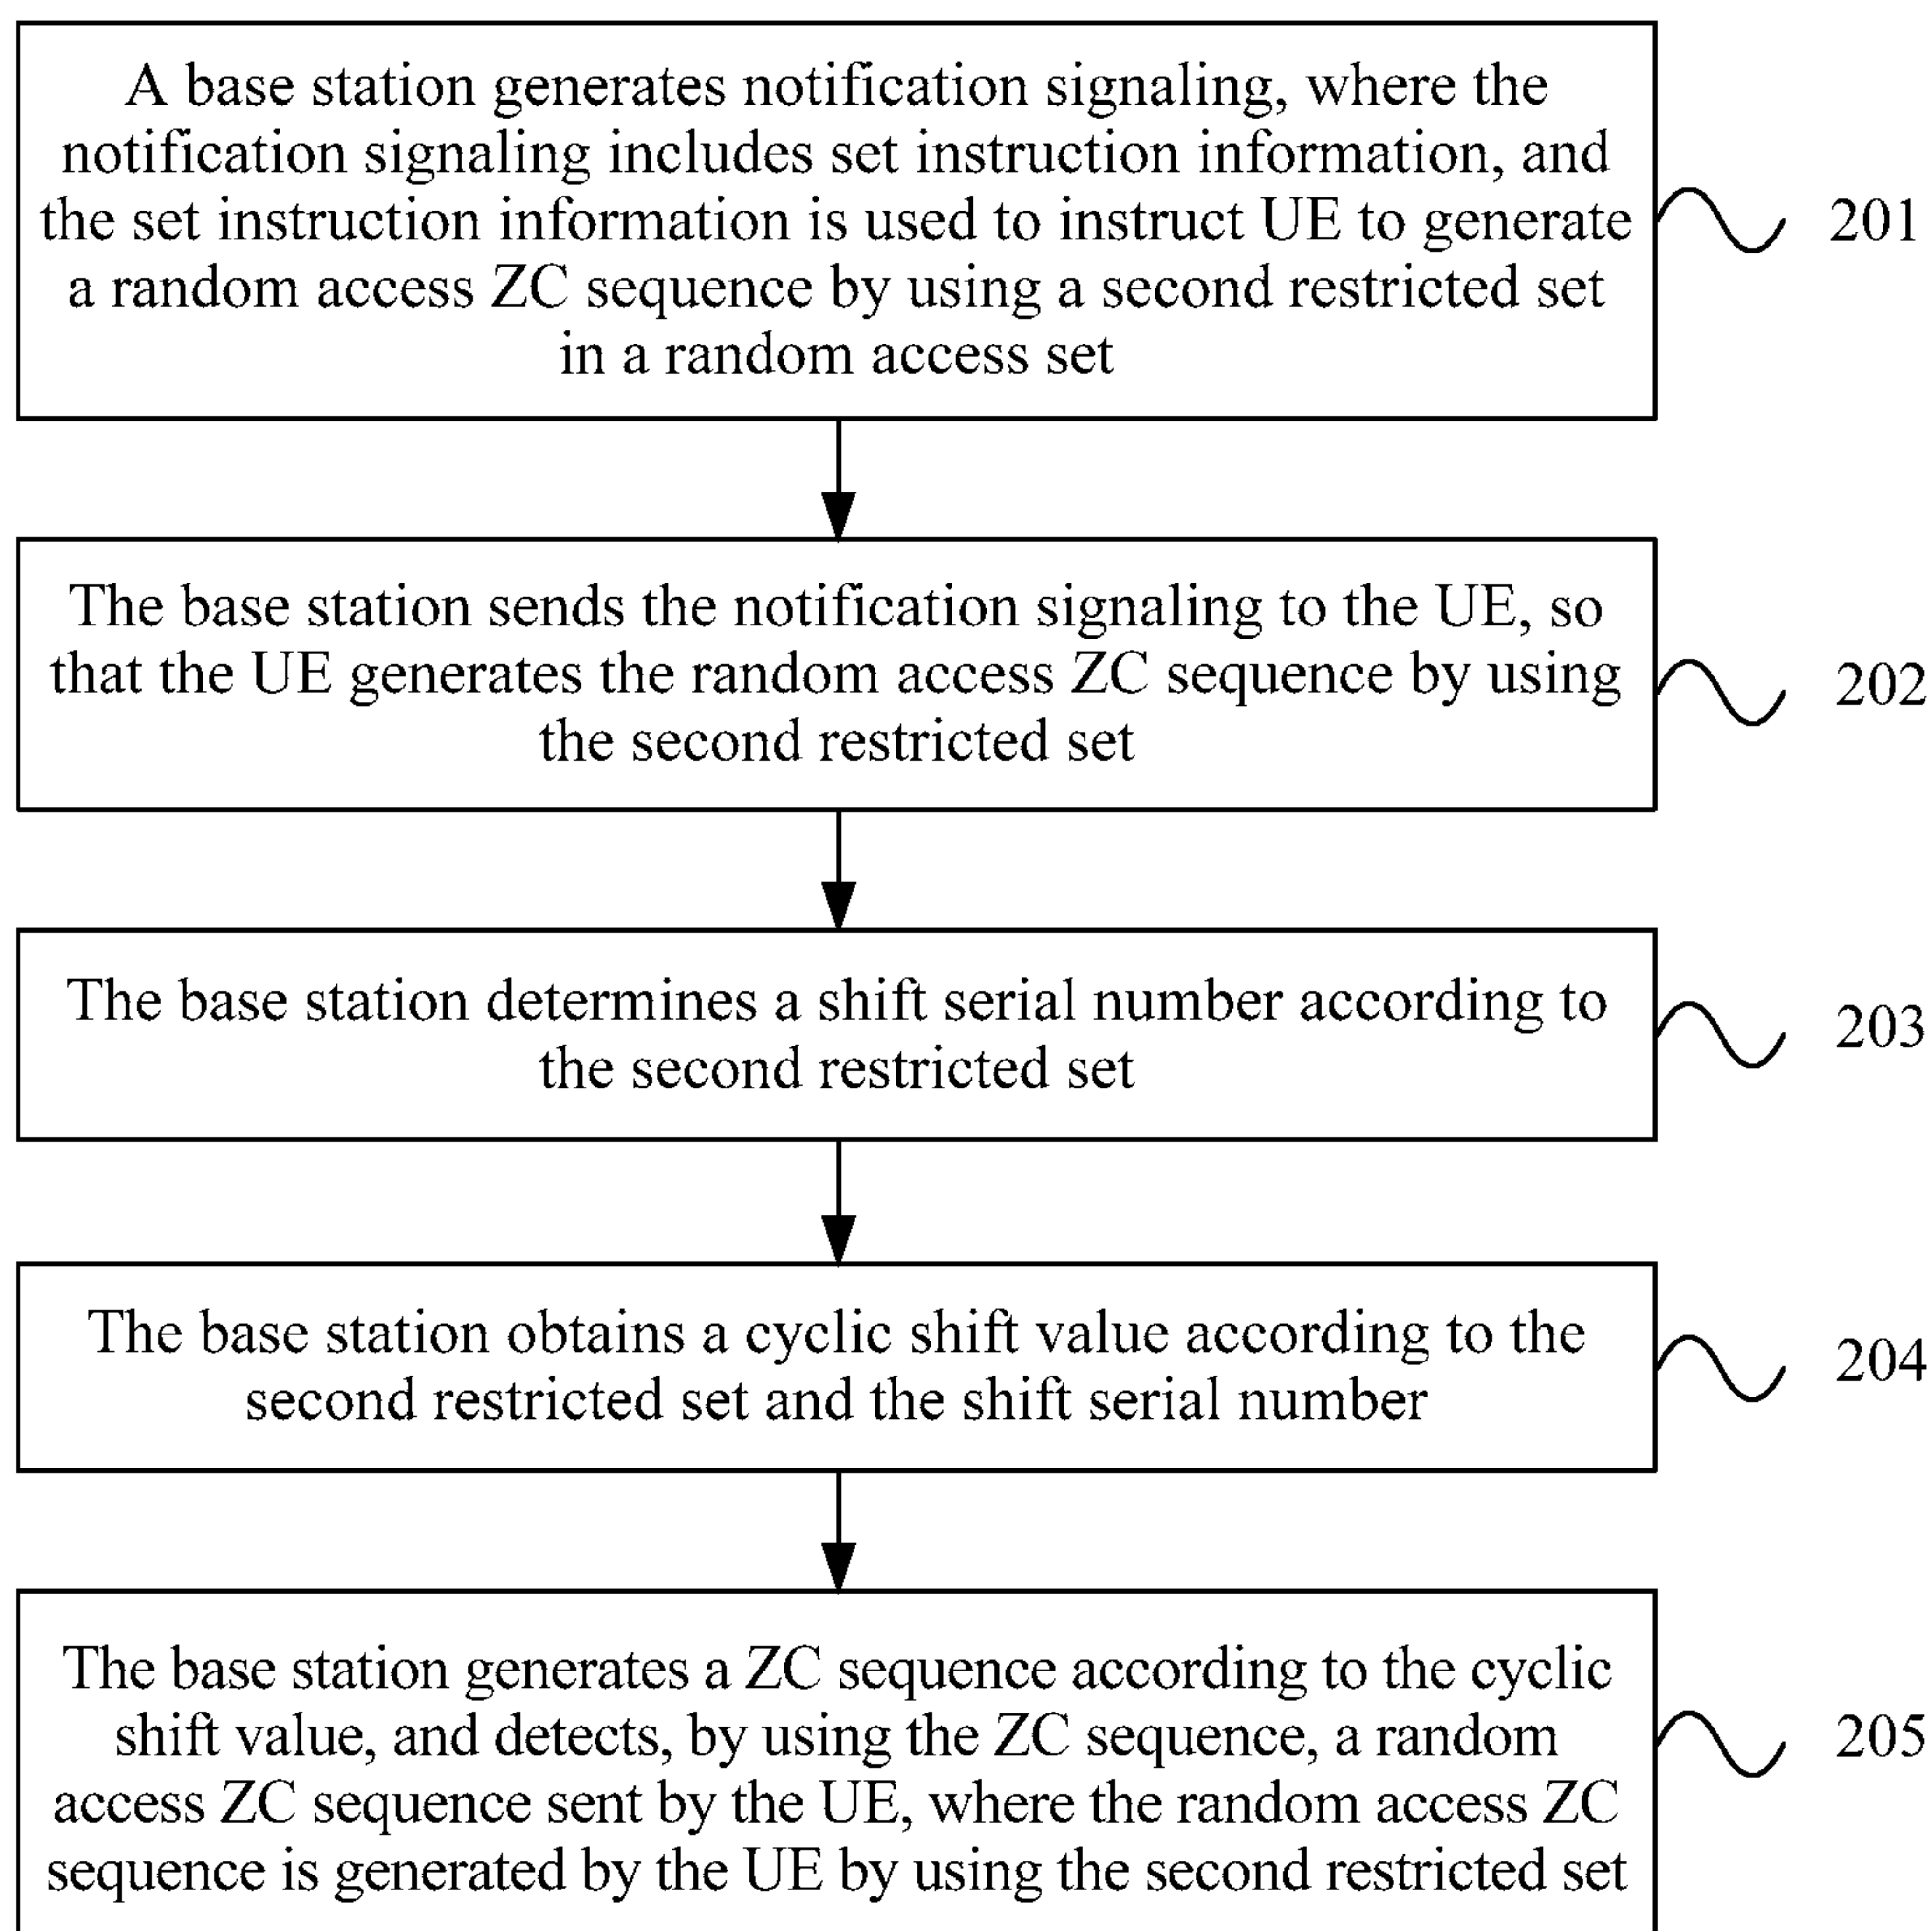 A base station generates notification signaling, where the
notification signaling includes set instruction information, and
the set instruction information is used to instruct UE to generate
a random access ZC sequence by using a second restricted set
in a random access set
201
The base station sends the notification signaling to the UE, so
that the UE generates the random access ZC sequence by using
the second restricted set
202
The base station determines a shift serial number according to
the second restricted set
203
The base station obtains a cyclic shift value according to the
second restricted set and the shift serial number
204
The base station generates a ZC sequence according to the cyclic
shift value, and detects, by using the ZC sequence, a random
access ZC sequence sent by the UE, where the random access ZC
sequence is generated by the UE by using the second restricted set
205